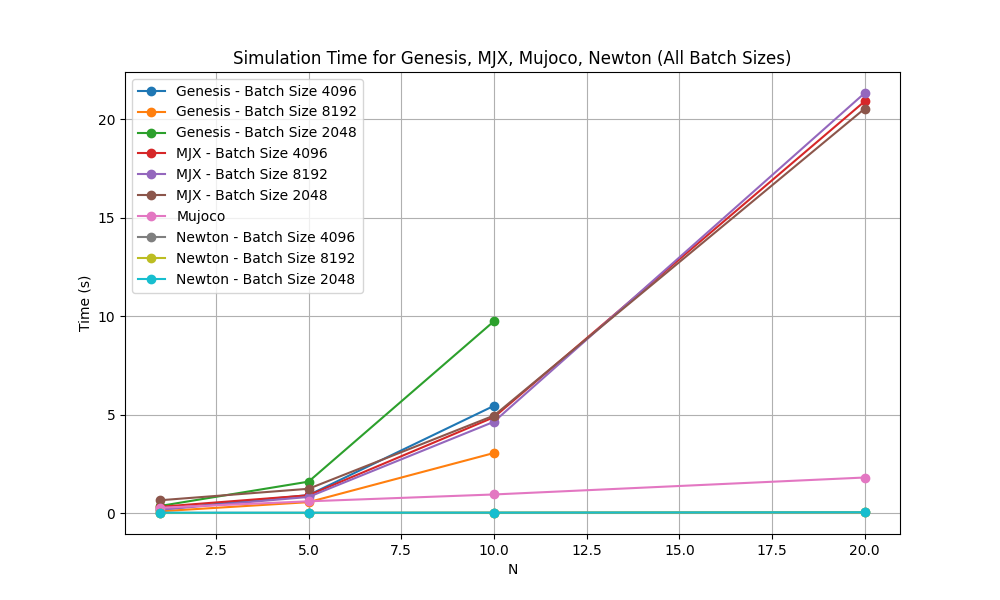 Simulation Time for Genesis, MJX, Mujoco, Newton (All Batch Sizes)
Genesis - Batch Size 4096
Genesis - Batch Size 8192
Genesis - Batch Size 2048
MJX - Batch Size 4096
MJX - Batch Size 8192
MJX - Batch Size 2048
Mujoco
Newton - Batch Size 4096
Newton - Batch Size 8192
Newton - Batch Size 2048
Time (s)
20
15
10
5
0
2.5 5.0 7.5 10.0 12.5 15.0 17.5 20.0
N